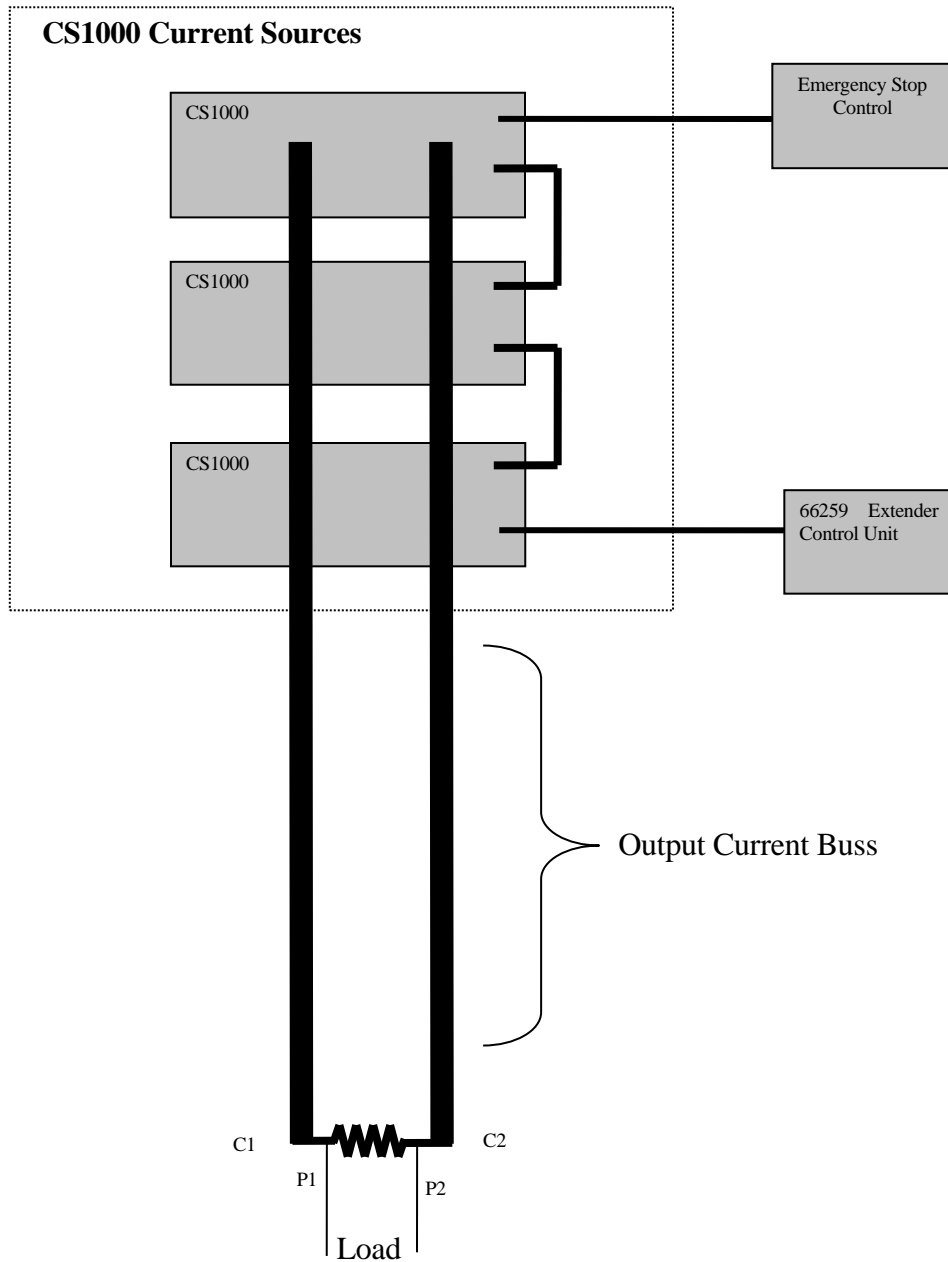 CS1000 Current Sources
CS1000
Emergency Stop
Control
CS1000
CS1000
66259 Extender
Control Unit
Output Current Buss
C1
C2
P1
P2
Load